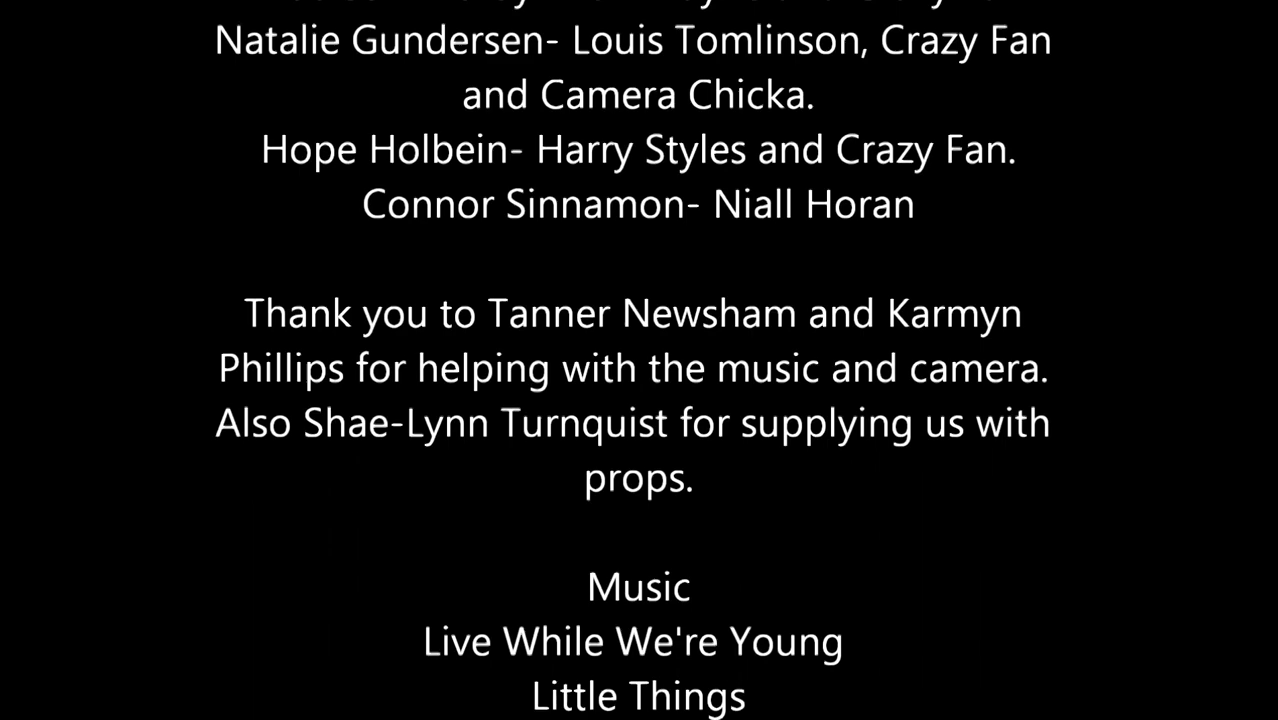 Natalie Gundersen- Louis Tomlinson, Crazy Fan
and Camera Chicka.
Hope Holbein- Harry Styles and Crazy Fan.
Connor Sinnamon- Niall Horan
Thank you to Tanner Newsham and Karmyn
Phillips for helping with the music and camera.
Also Shae-Lynn Turnquist for supplying us with
props.
Music
Live While We're Young
Little Things